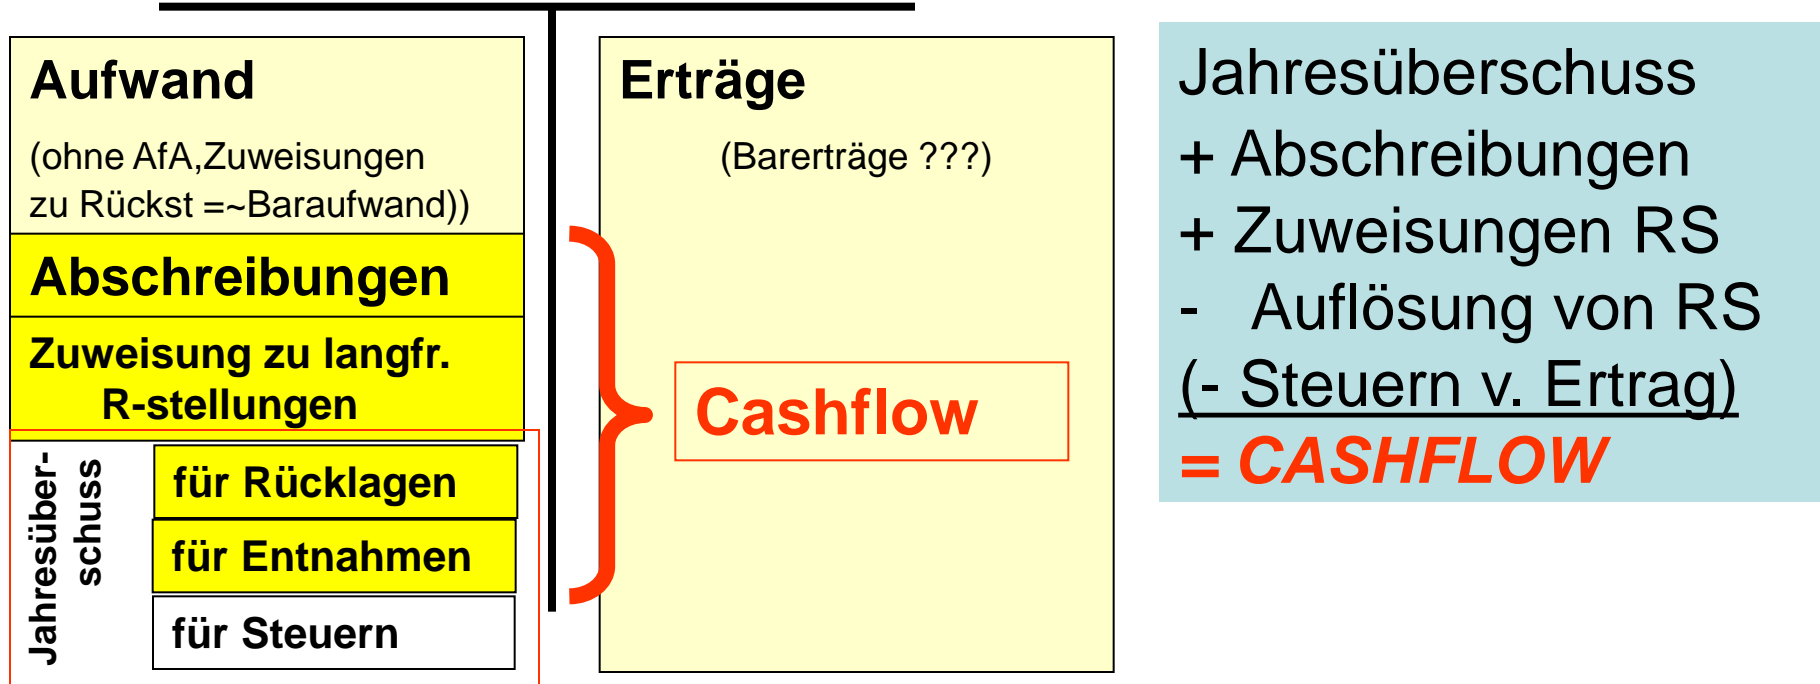 Aufwand
(ohne AfA,Zuweisungen
zu Rückst =~Baraufwand))
Abschreibungen
Zuweisung zu langfr.
R-stellungen
Jahresüber-
schuss
für Rücklagen
für Entnahmen
für Steuern
Erträge
(Barerträge ???)
Cashflow
Jahresüberschuss
+ Abschreibungen
+ Zuweisungen RS
- Auflösung von RS
(- Steuern v. Ertrag)
= CASHFLOW